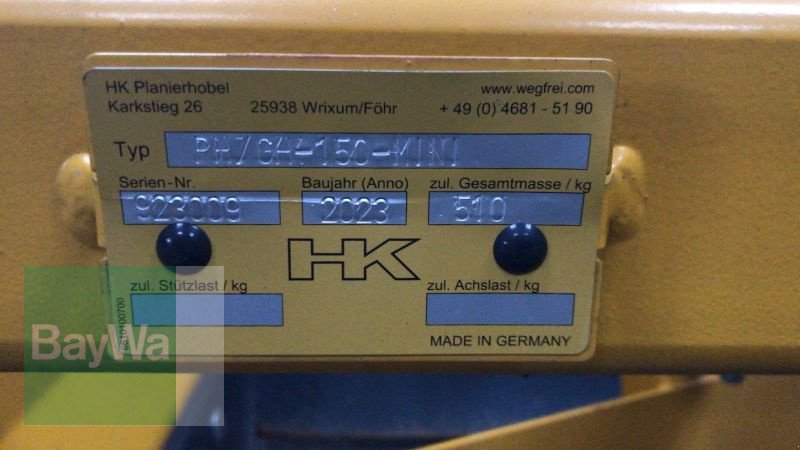 HK Planierhobel www.wegfrei.com
Karkstieg 26 25938 Wrixum/Föhr + 49 (0) 4681 - 51 90
Typ PH/GH-150-MINI
Serien-Nr. Baujahr (Anno) zul. Gesamtmasse / kg
923009 2023 510
HK
zul. Stützlast / kg zul. Achslast / kg
MADE IN GERMANY
BayWa